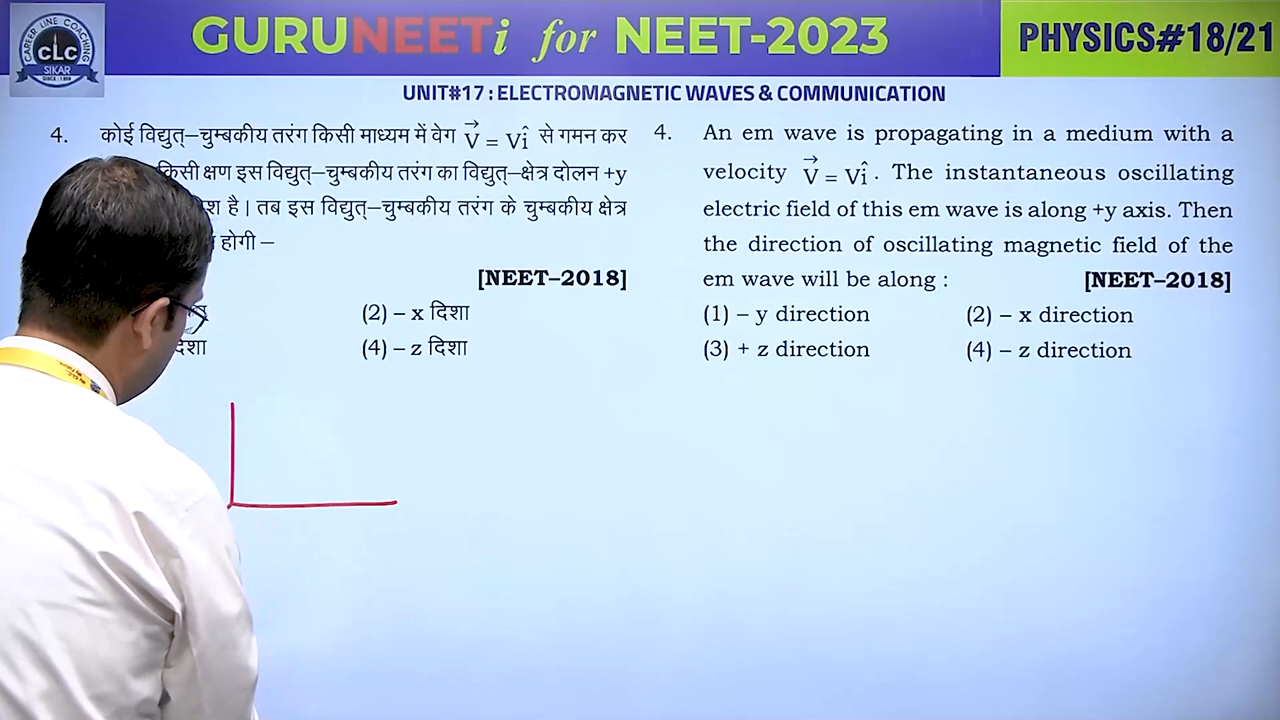 GURUNEETi for NEET-2023
PHYSICS#18/21
CAREER LINE COACHING
CLC
SIKAR
SINCE : 1996
UNIT#17 : ELECTROMAGNETIC WAVES & COMMUNICATION
4. कोई विद्युत्–चुम्बकीय तरंग किसी माध्यम में वेग V⃗ = Vî से गमन कर
किसी क्षण इस विद्युत्–चुम्बकीय तरंग का विद्युत्–क्षेत्र दोलन +y
है। तब इस विद्युत्–चुम्बकीय तरंग के चुम्बकीय क्षेत्र
होगी –
[NEET–2018]
(2) – x दिशा
दिशा (4) – z दिशा
4. An em wave is propagating in a medium with a
velocity V⃗ = Vî. The instantaneous oscillating
electric field of this em wave is along +y axis. Then
the direction of oscillating magnetic field of the
em wave will be along : [NEET–2018]
(1) – y direction (2) – x direction
(3) + z direction (4) – z direction